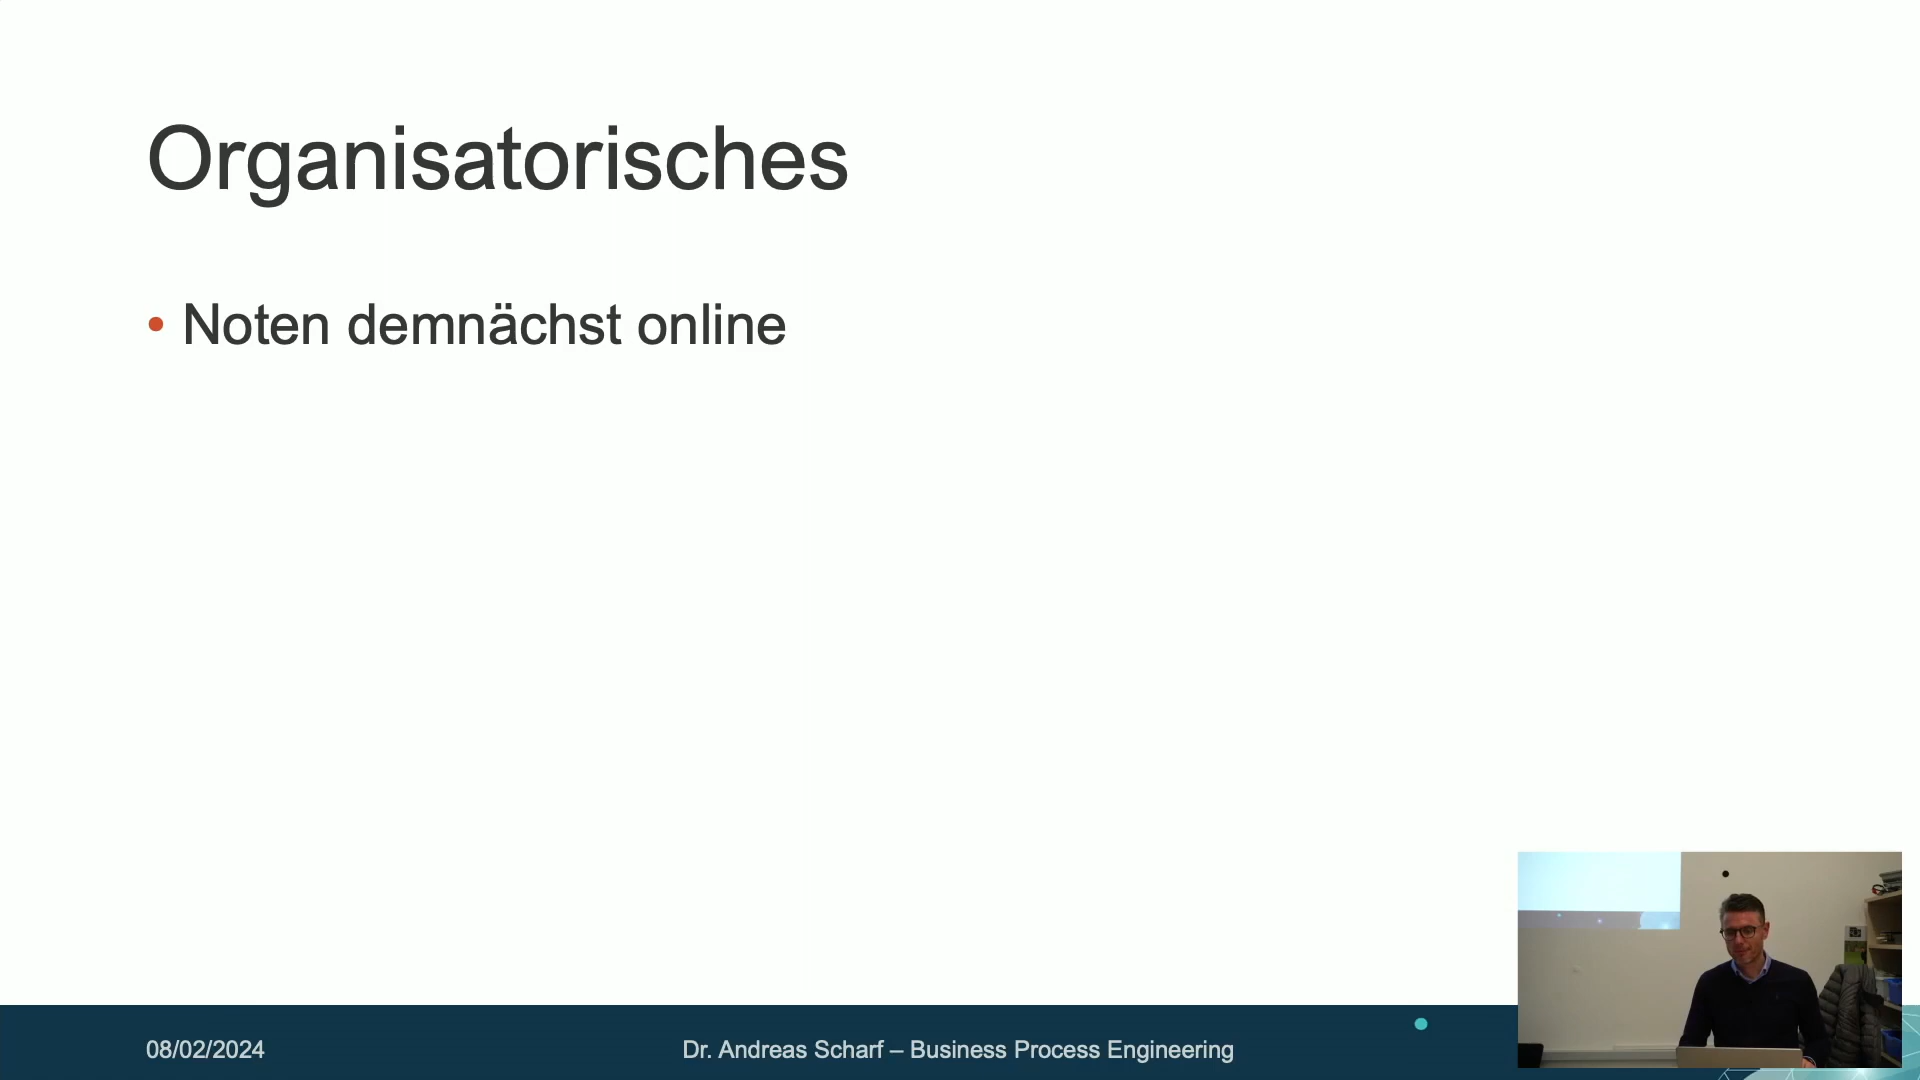 Organisatorisches
• Noten demnächst online
08/02/2024
Dr. Andreas Scharf – Business Process Engineering